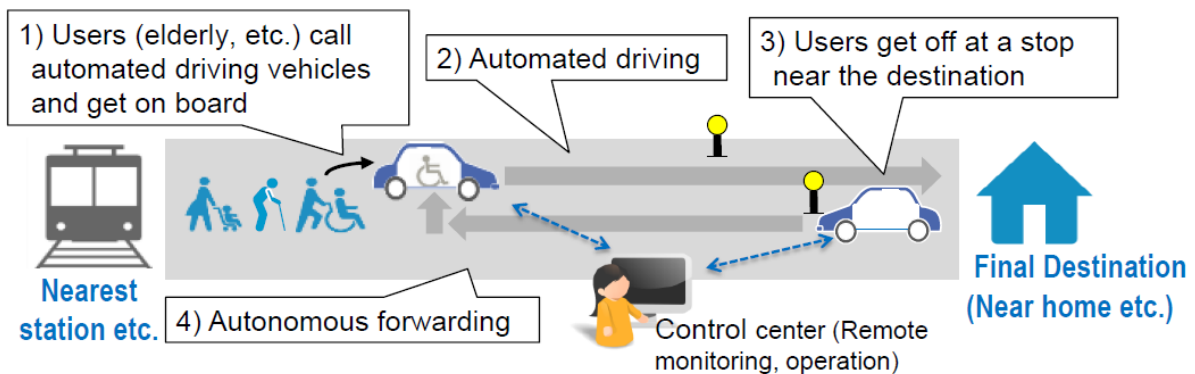 1) Users (elderly, etc.) call
automated driving vehicles
and get on board
2) Automated driving
3) Users get off at a stop
near the destination
Nearest
station etc.
4) Autonomous forwarding
Control center (Remote
monitoring, operation)
Final Destination
(Near home etc.)